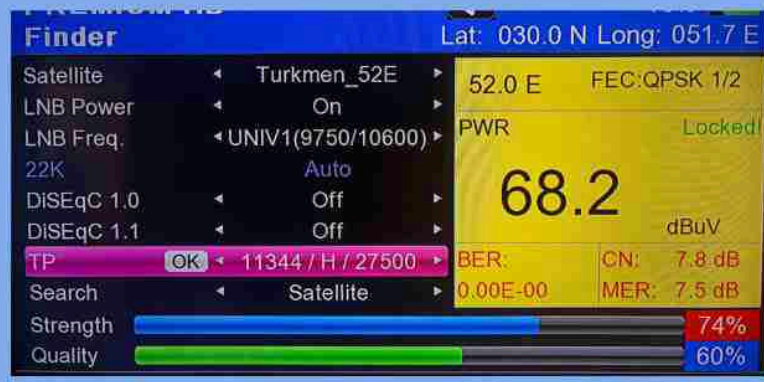 Finder
Lat: 030.0 N Long: 051.7 E
Satellite Turkmen_52E
LNB Power On
LNB Freq. UNIV1(9750/10600)
22K Auto
DiSEqC 1.0 Off
DiSEqC 1.1 Off
TP OK 11344 / H / 27500
Search Satellite
52.0 E FEC:QPSK 1/2
PWR Locked!
68.2
dBuV
BER: CN: 7.8 dB
0.00E-00 MER: 7.5 dB
Strength 74%
Quality 60%